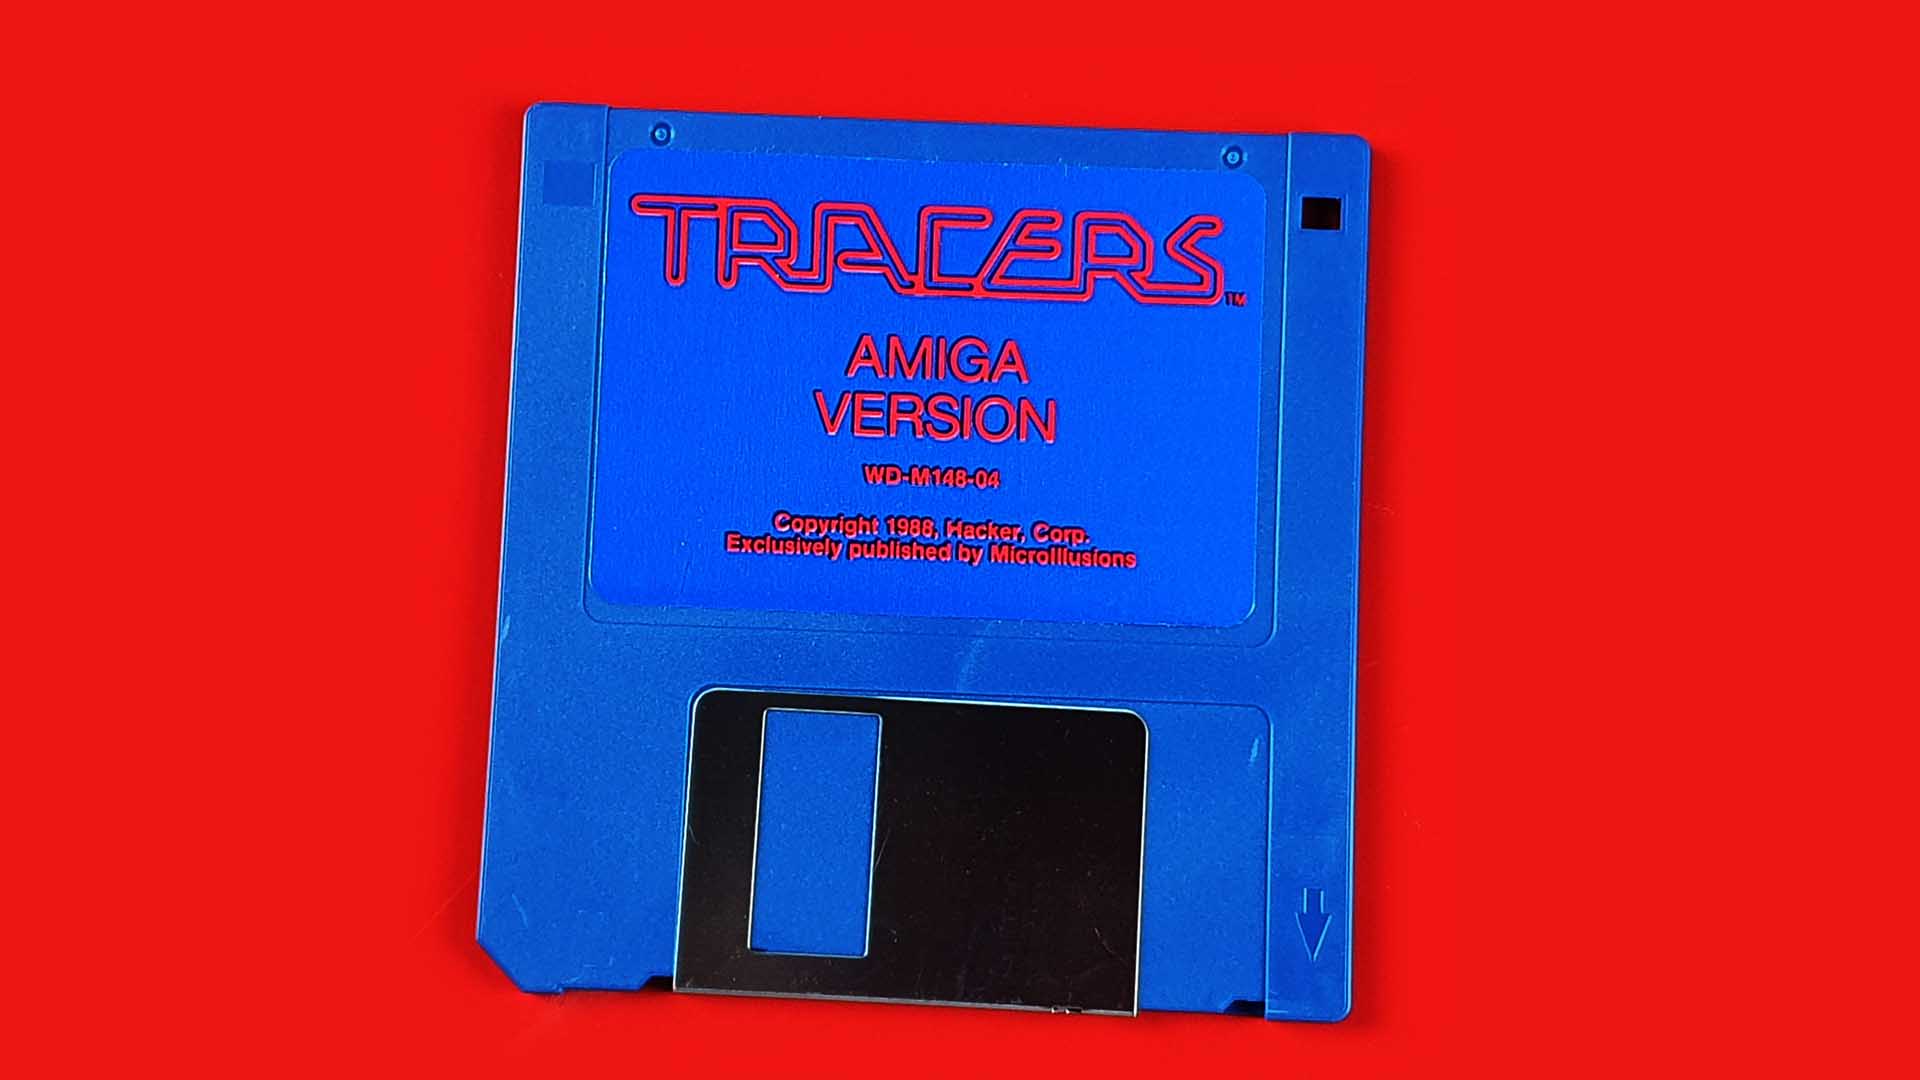 TRACERS™
AMIGA
VERSION
WD-M148-04
Copyright 1988, Hacker, Corp.
Exclusively published by MicroIllusions